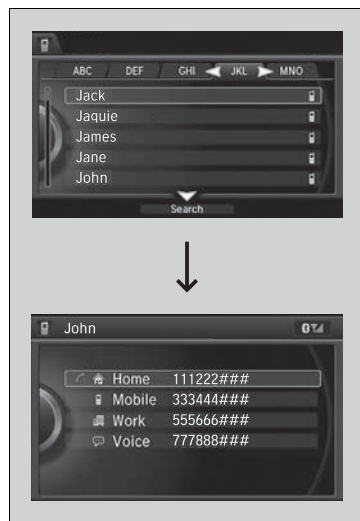 ABC DEF GHI JKL MNO
Jack
Jaquie
James
Jane
John
Search
John
Home 111222###
Mobile 333444###
Work 555666###
Voice 777888###